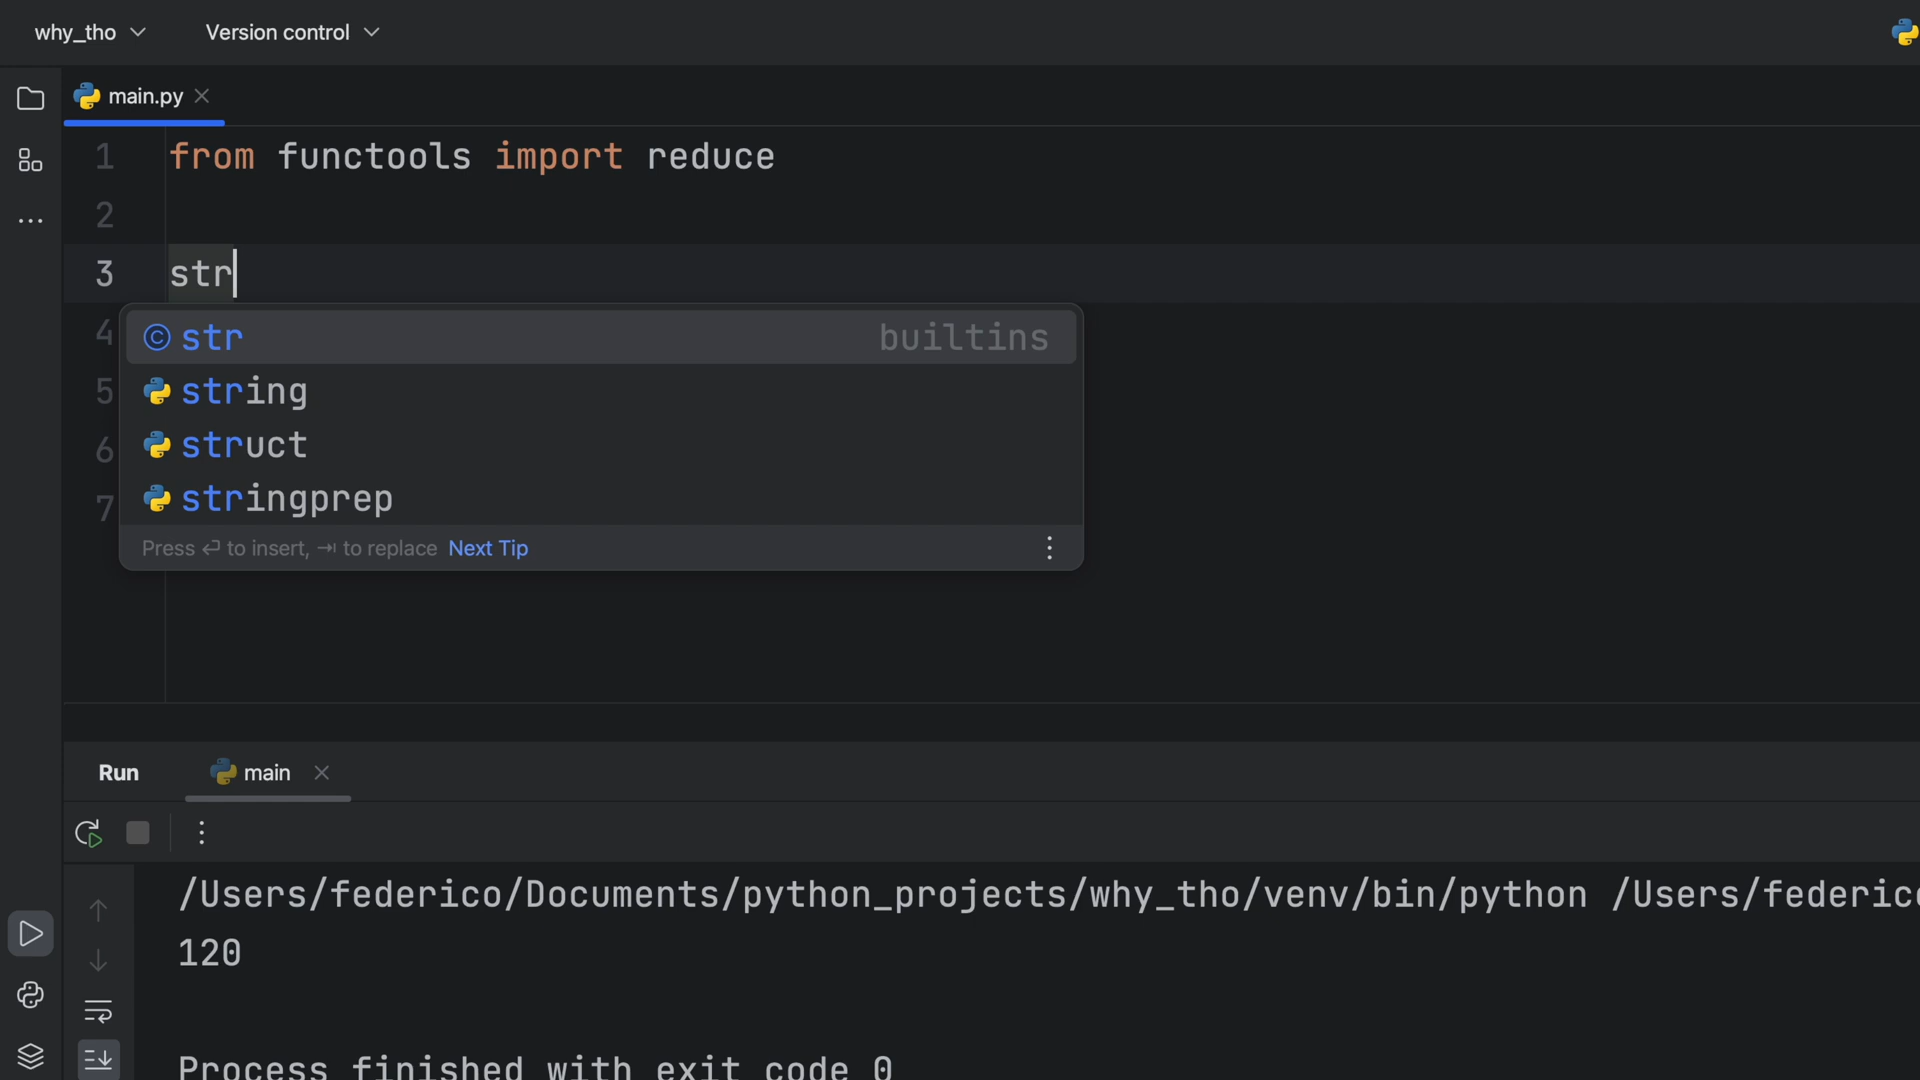 why_tho Version control
main.py
1 from functools import reduce
2
3 str
4 str builtins
5 string
6 struct
7 stringprep
Press ⏎ to insert, ⇥ to replace Next Tip
Run main
/Users/federico/Documents/python_projects/why_tho/venv/bin/python /Users/federico
120
Process finished with exit code 0